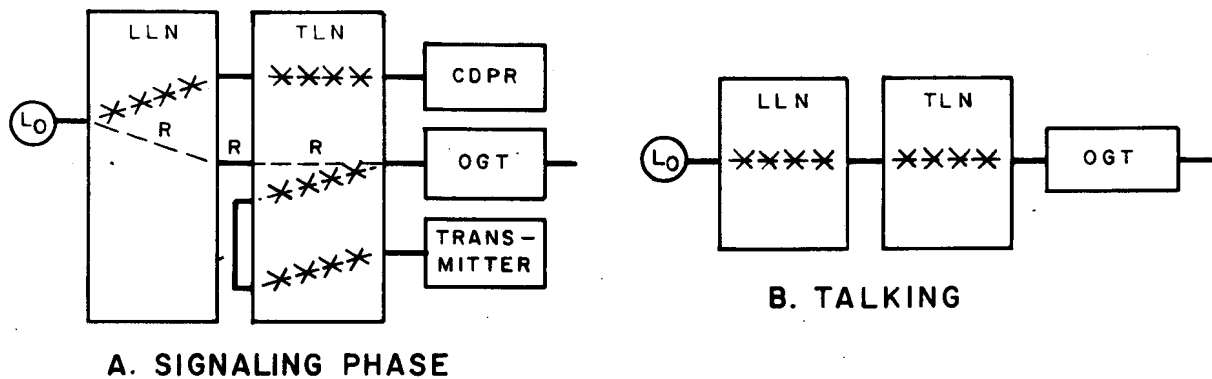 LLN
TLN
CDPR
LO
R
R
R
OGT
TRANS-
MITTER
A. SIGNALING PHASE
LLN
TLN
LO
OGT
B. TALKING